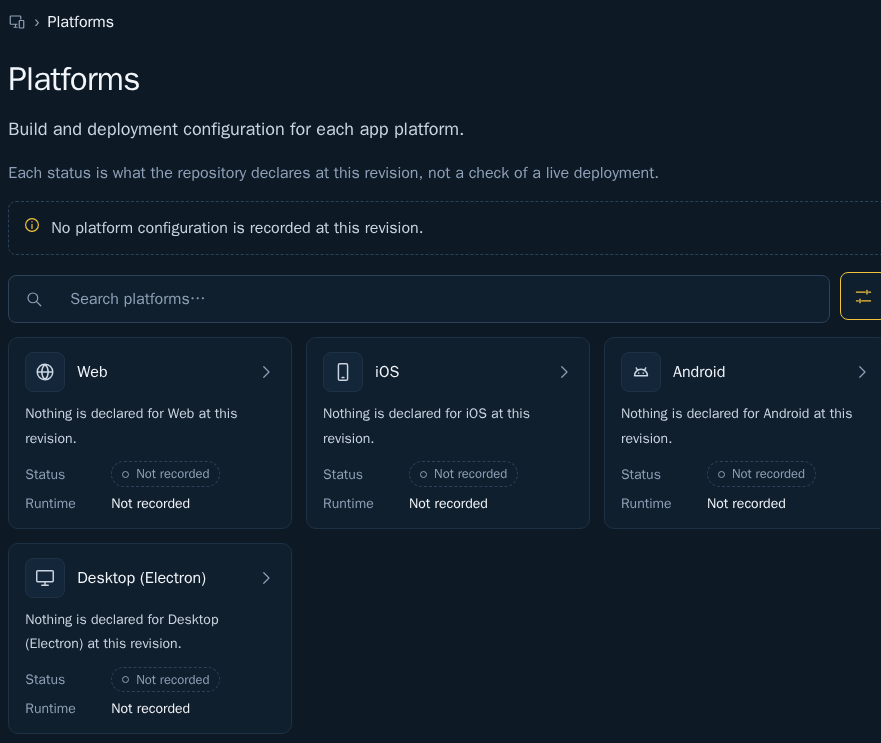 › Platforms
Platforms
Build and deployment configuration for each app platform.
Each status is what the repository declares at this revision, not a check of a live deployment.
No platform configuration is recorded at this revision.
Search platforms···
Web
Nothing is declared for Web at this
revision.
Status Not recorded
Runtime Not recorded
iOS
Nothing is declared for iOS at this
revision.
Status Not recorded
Runtime Not recorded
Android
Nothing is declared for Android at this
revision.
Status Not recorded
Runtime Not recorded
Desktop (Electron)
Nothing is declared for Desktop
(Electron) at this revision.
Status Not recorded
Runtime Not recorded